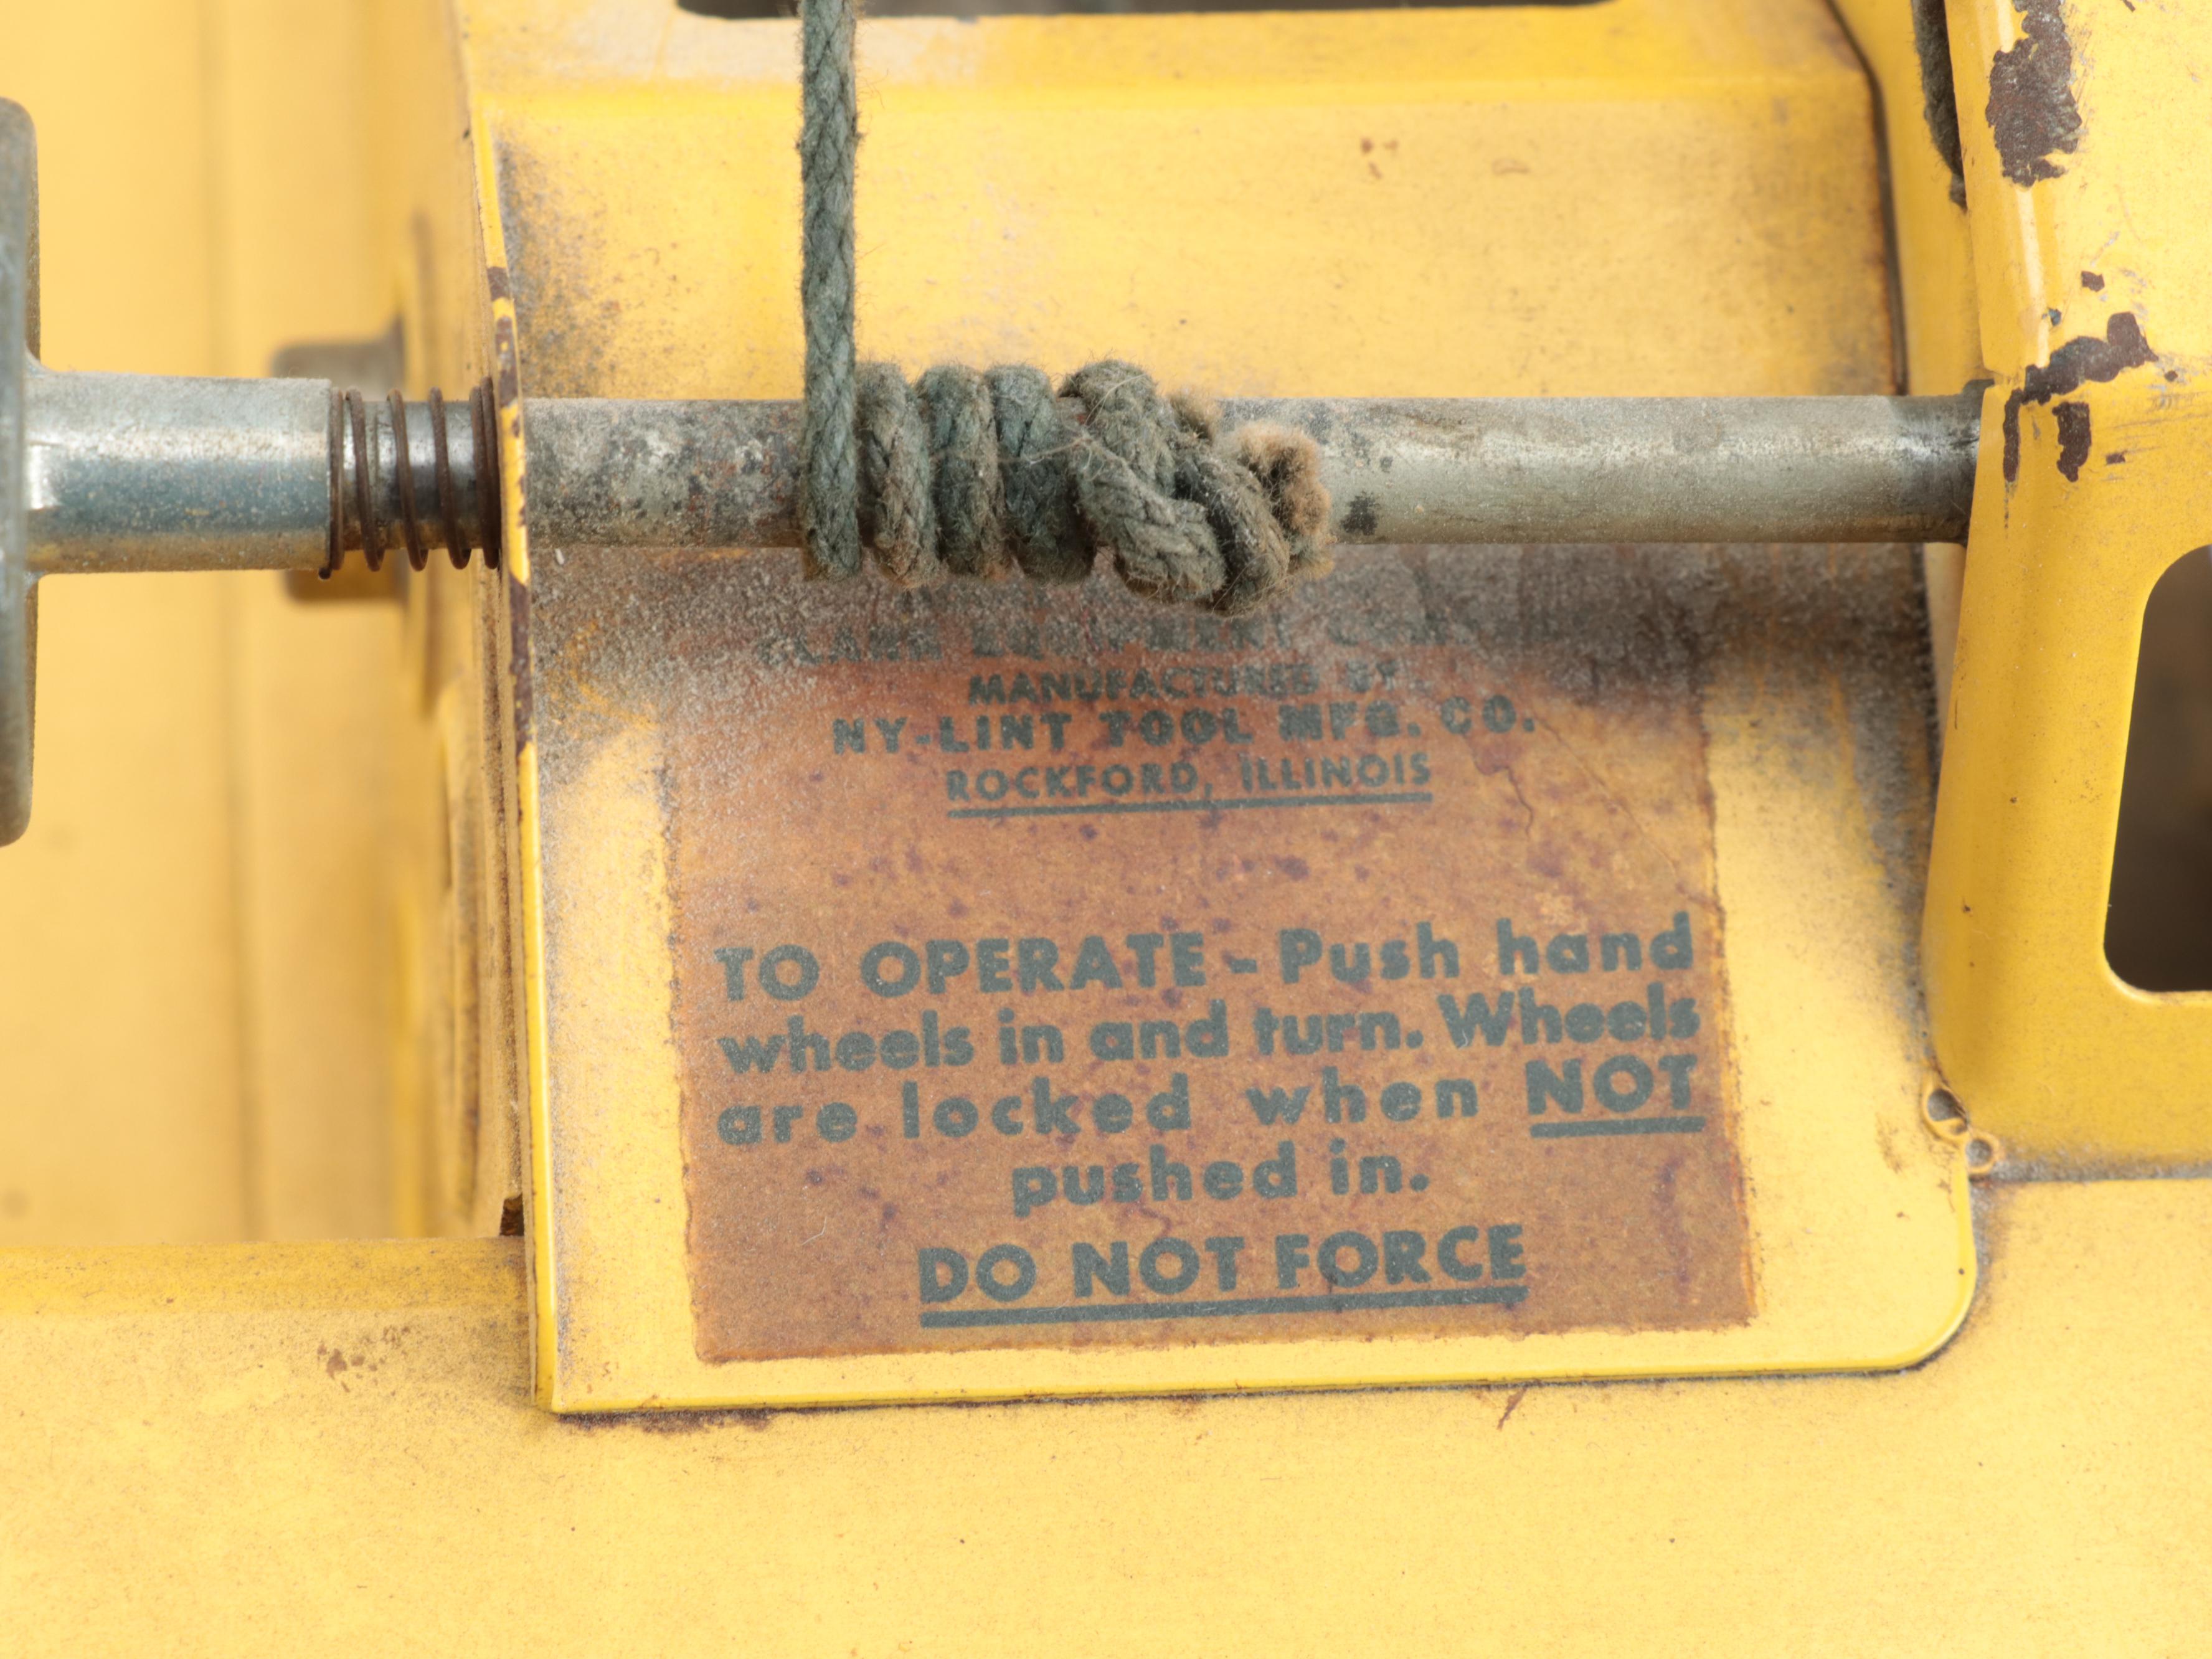 MANUFACTURED BY
NY-LINT TOOL MFG. CO.
ROCKFORD, ILLINOIS
TO OPERATE - Push hand
wheels in and turn. Wheels
are locked when NOT
pushed in.
DO NOT FORCE